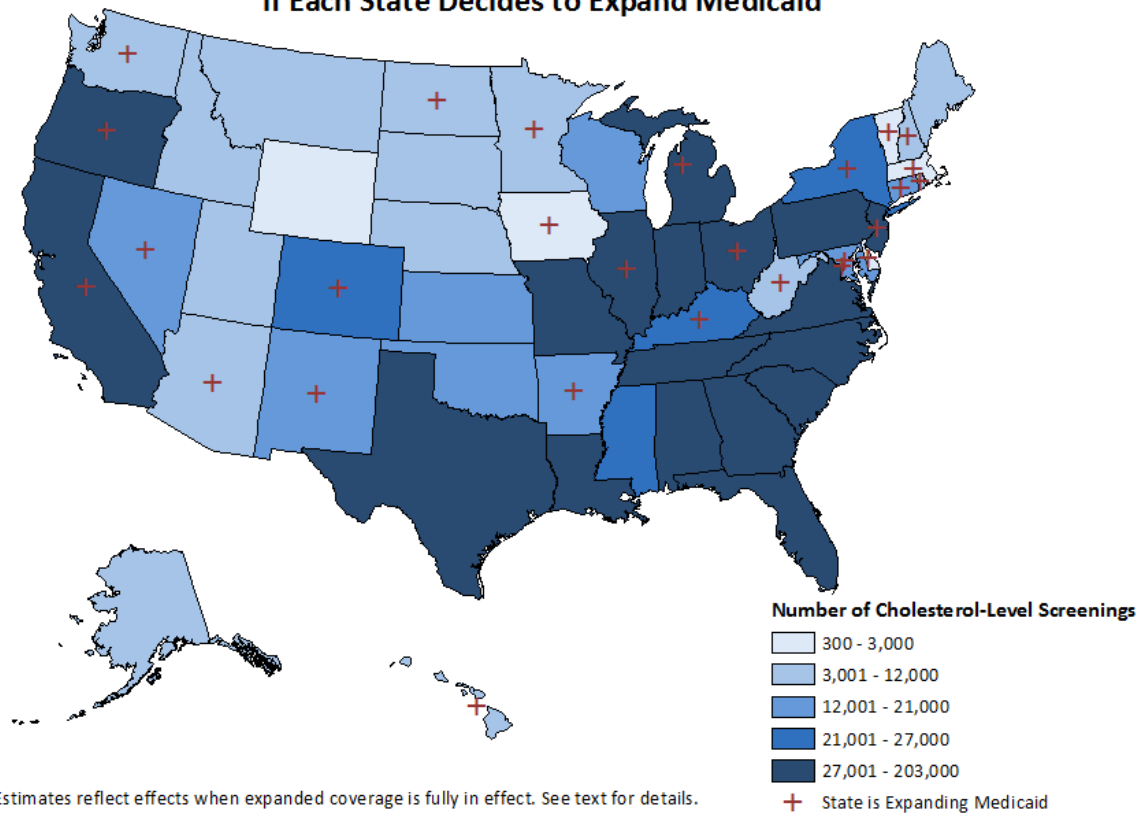 If Each State Decides to Expand Medicaid
Number of Cholesterol-Level Screenings
300 - 3,000
3,001 - 12,000
12,001 - 21,000
21,001 - 27,000
27,001 - 203,000
State is Expanding Medicaid
Estimates reflect effects when expanded coverage is fully in effect. See text for details.